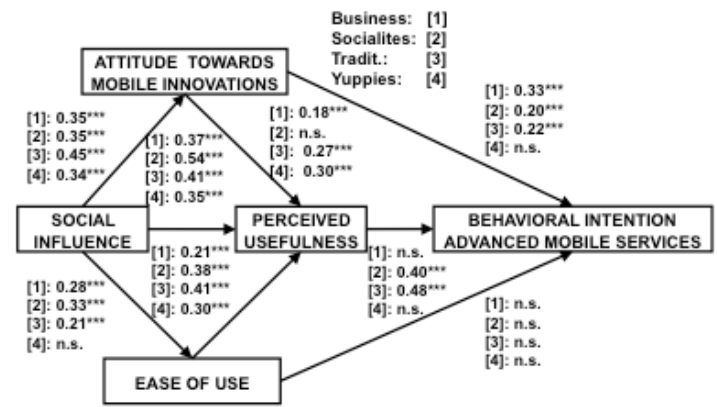 Business: [1]
Socialites: [2]
Tradit.: [3]
Yuppies: [4]
ATTITUDE TOWARDS
MOBILE INNOVATIONS
[1]: 0.33***
[2]: 0.20***
[3]: 0.22***
[4]: n.s.
[1]: 0.35***
[2]: 0.35***
[3]: 0.45***
[4]: 0.34***
[1]: 0.37***
[2]: 0.54***
[3]: 0.41***
[4]: 0.35***
[1]: 0.18***
[2]: n.s.
[3]: 0.27***
[4]: 0.30***
SOCIAL
INFLUENCE
PERCEIVED
USEFULNESS
BEHAVIORAL INTENTION
ADVANCED MOBILE SERVICES
[1]: 0.28***
[2]: 0.33***
[3]: 0.21***
[4]: n.s.
[1]: 0.21***
[2]: 0.38***
[3]: 0.41***
[4]: 0.30***
[1]: n.s.
[2]: 0.40***
[3]: 0.48***
[4]: n.s.
[1]: n.s.
[2]: n.s.
[3]: n.s.
[4]: n.s.
EASE OF USE